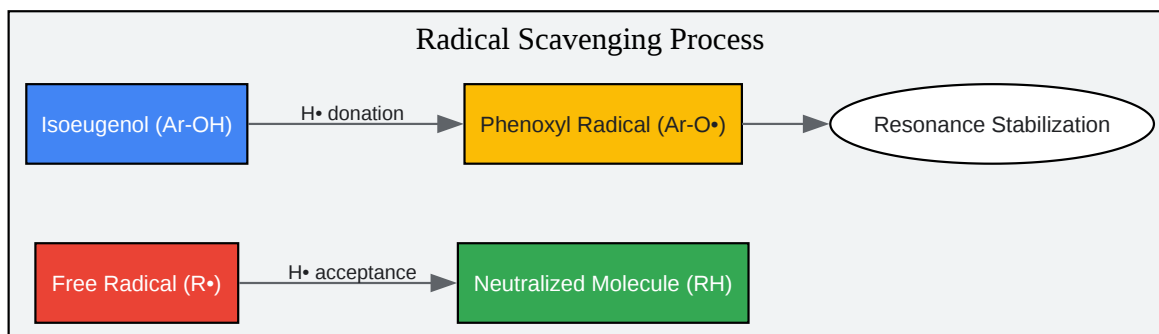 Radical Scavenging Process
Isoeugenol (Ar-OH)
H• donation
Phenoxyl Radical (Ar-O•)
Resonance Stabilization
Free Radical (R•)
H• acceptance
Neutralized Molecule (RH)